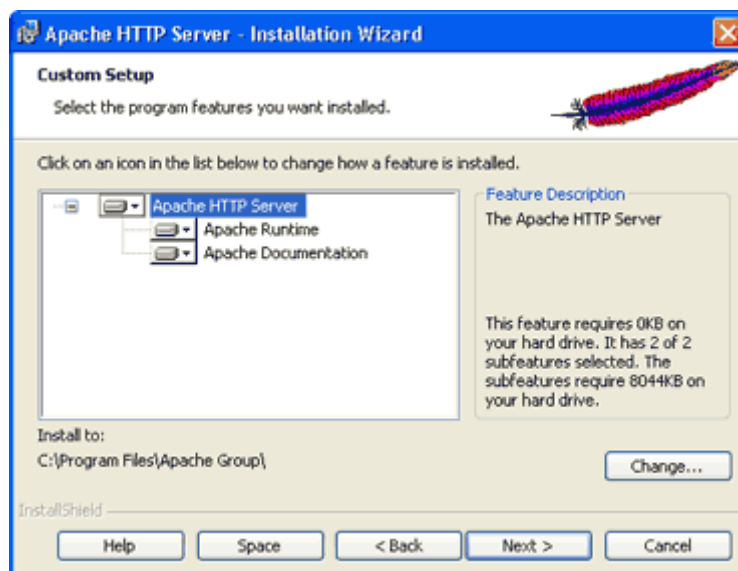 Apache HTTP Server - Installation Wizard
Custom Setup
Select the program features you want installed.
Click on an icon in the list below to change how a feature is installed.
Apache HTTP Server
Apache Runtime
Apache Documentation
Feature Description
The Apache HTTP Server
This feature requires 0KB on
your hard drive. It has 2 of 2
subfeatures selected. The
subfeatures require 8044KB on
your hard drive.
Install to:
C:\Program Files\Apache Group\
Change...
InstallShield
Help
Space
< Back
Next >
Cancel